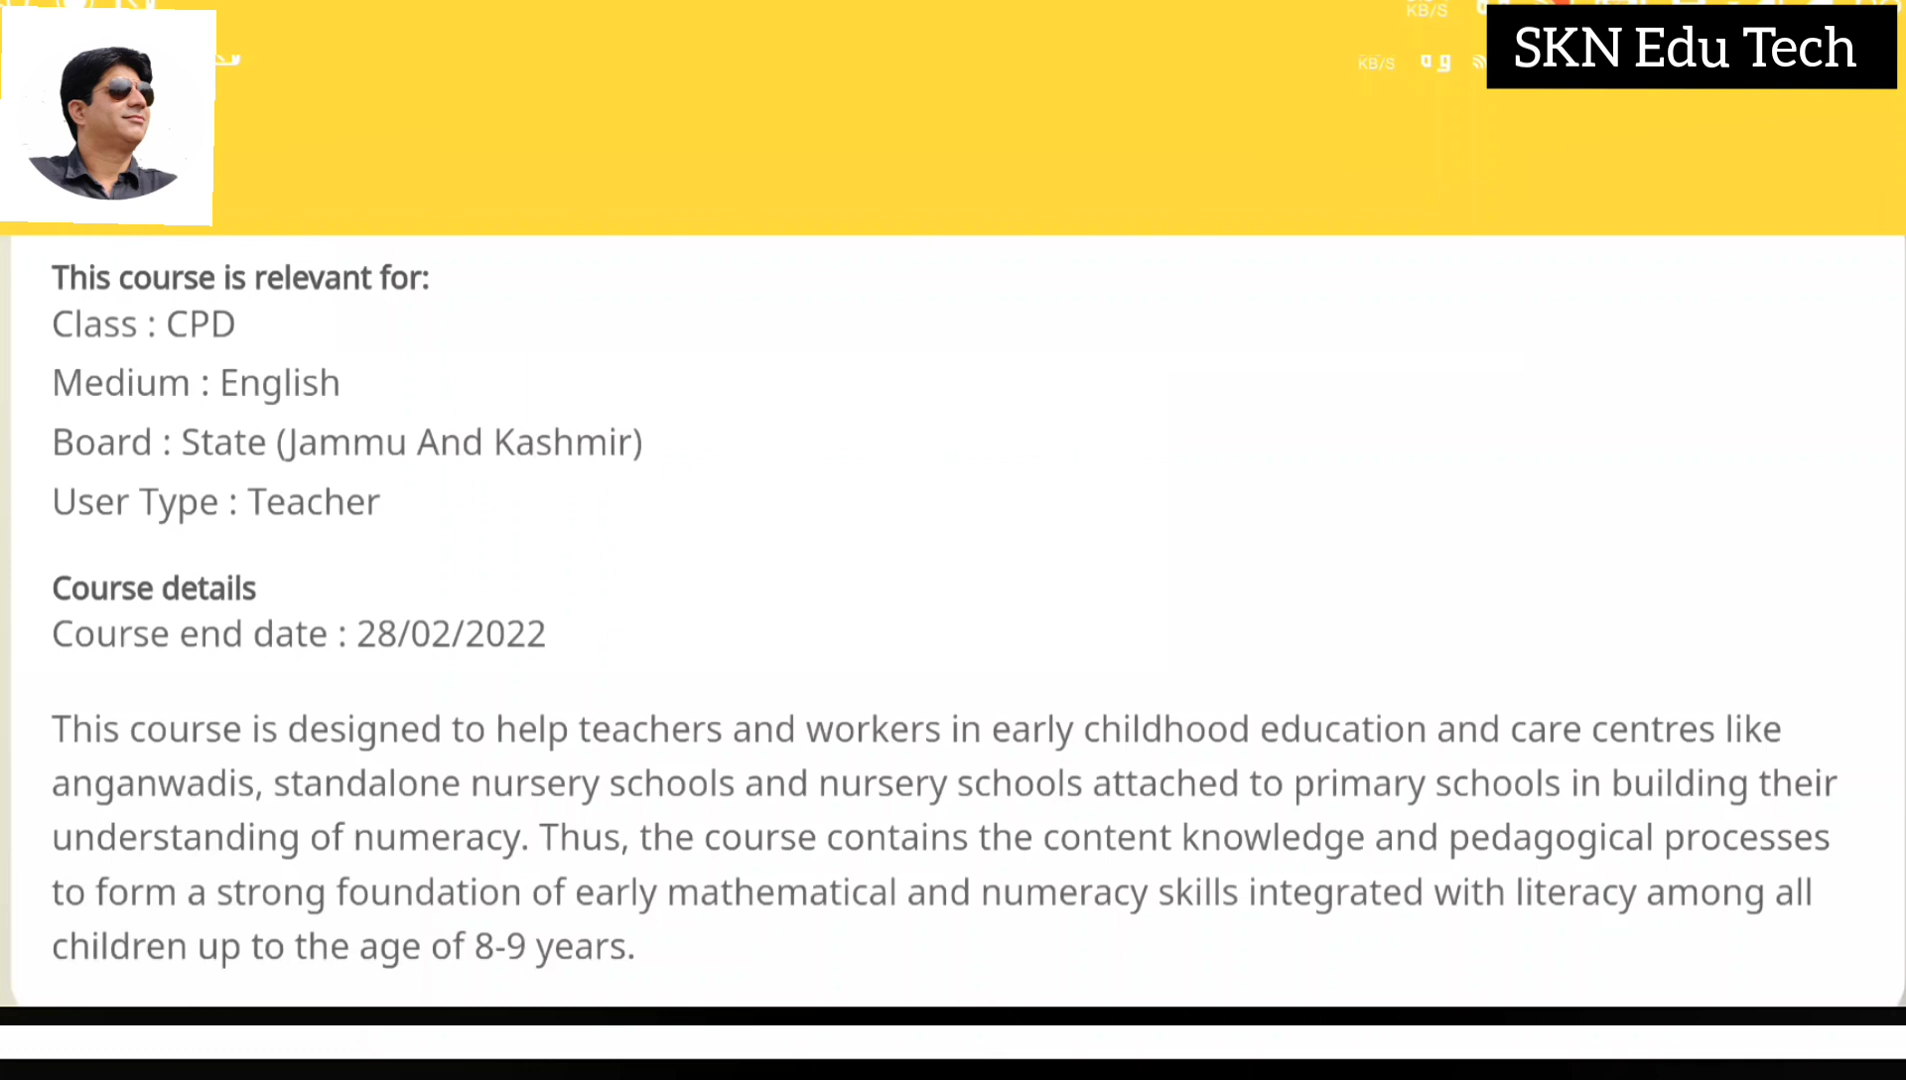 KB/S
SKN Edu Tech
KB/S
This course is relevant for:
Class : CPD
Medium : English
Board : State (Jammu And Kashmir)
User Type : Teacher
Course details
Course end date : 28/02/2022
This course is designed to help teachers and workers in early childhood education and care centres like
anganwadis, standalone nursery schools and nursery schools attached to primary schools in building their
understanding of numeracy. Thus, the course contains the content knowledge and pedagogical processes
to form a strong foundation of early mathematical and numeracy skills integrated with literacy among all
children up to the age of 8-9 years.